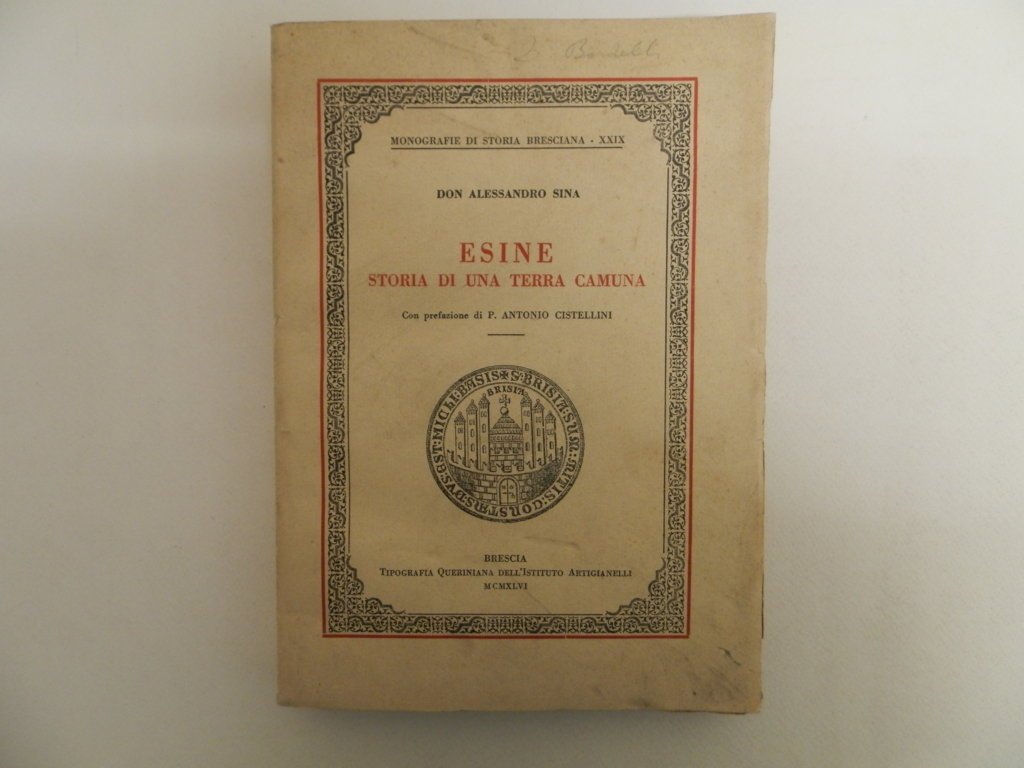 MONOGRAFIE DI STORIA BRESCIANA - XXIX
DON ALESSANDRO SINA
ESINE
STORIA DI UNA TERRA CAMUNA
Con prefazione di P. ANTONIO CISTELLINI
BRISIA
BRESCIA
TIPOGRAFIA QUERINIANA DELL'ISTITUTO ARTIGIANELLI
MCMXLVI